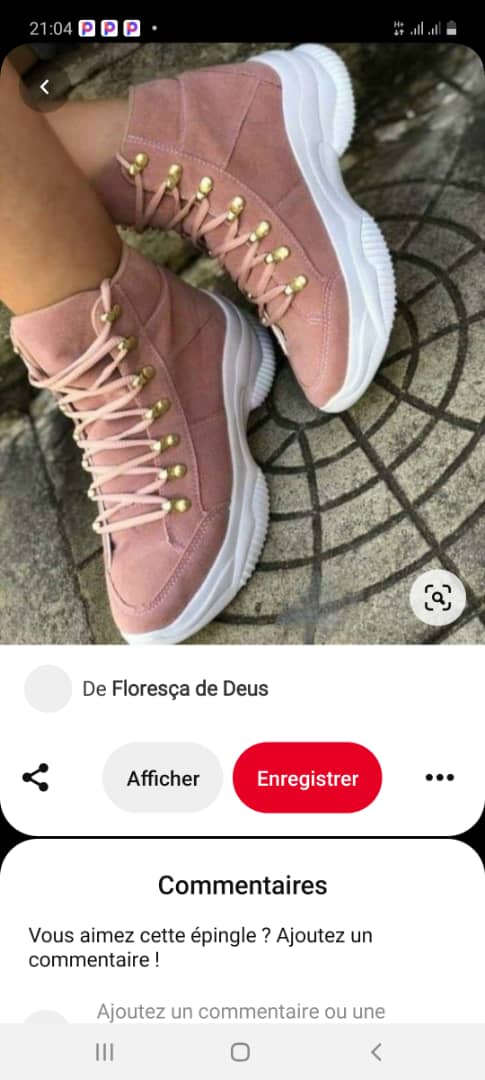 21:04
De Floresça de Deus
Afficher
Enregistrer
Commentaires
Vous aimez cette épingle ? Ajoutez un
commentaire !
Ajoutez un commentaire ou une